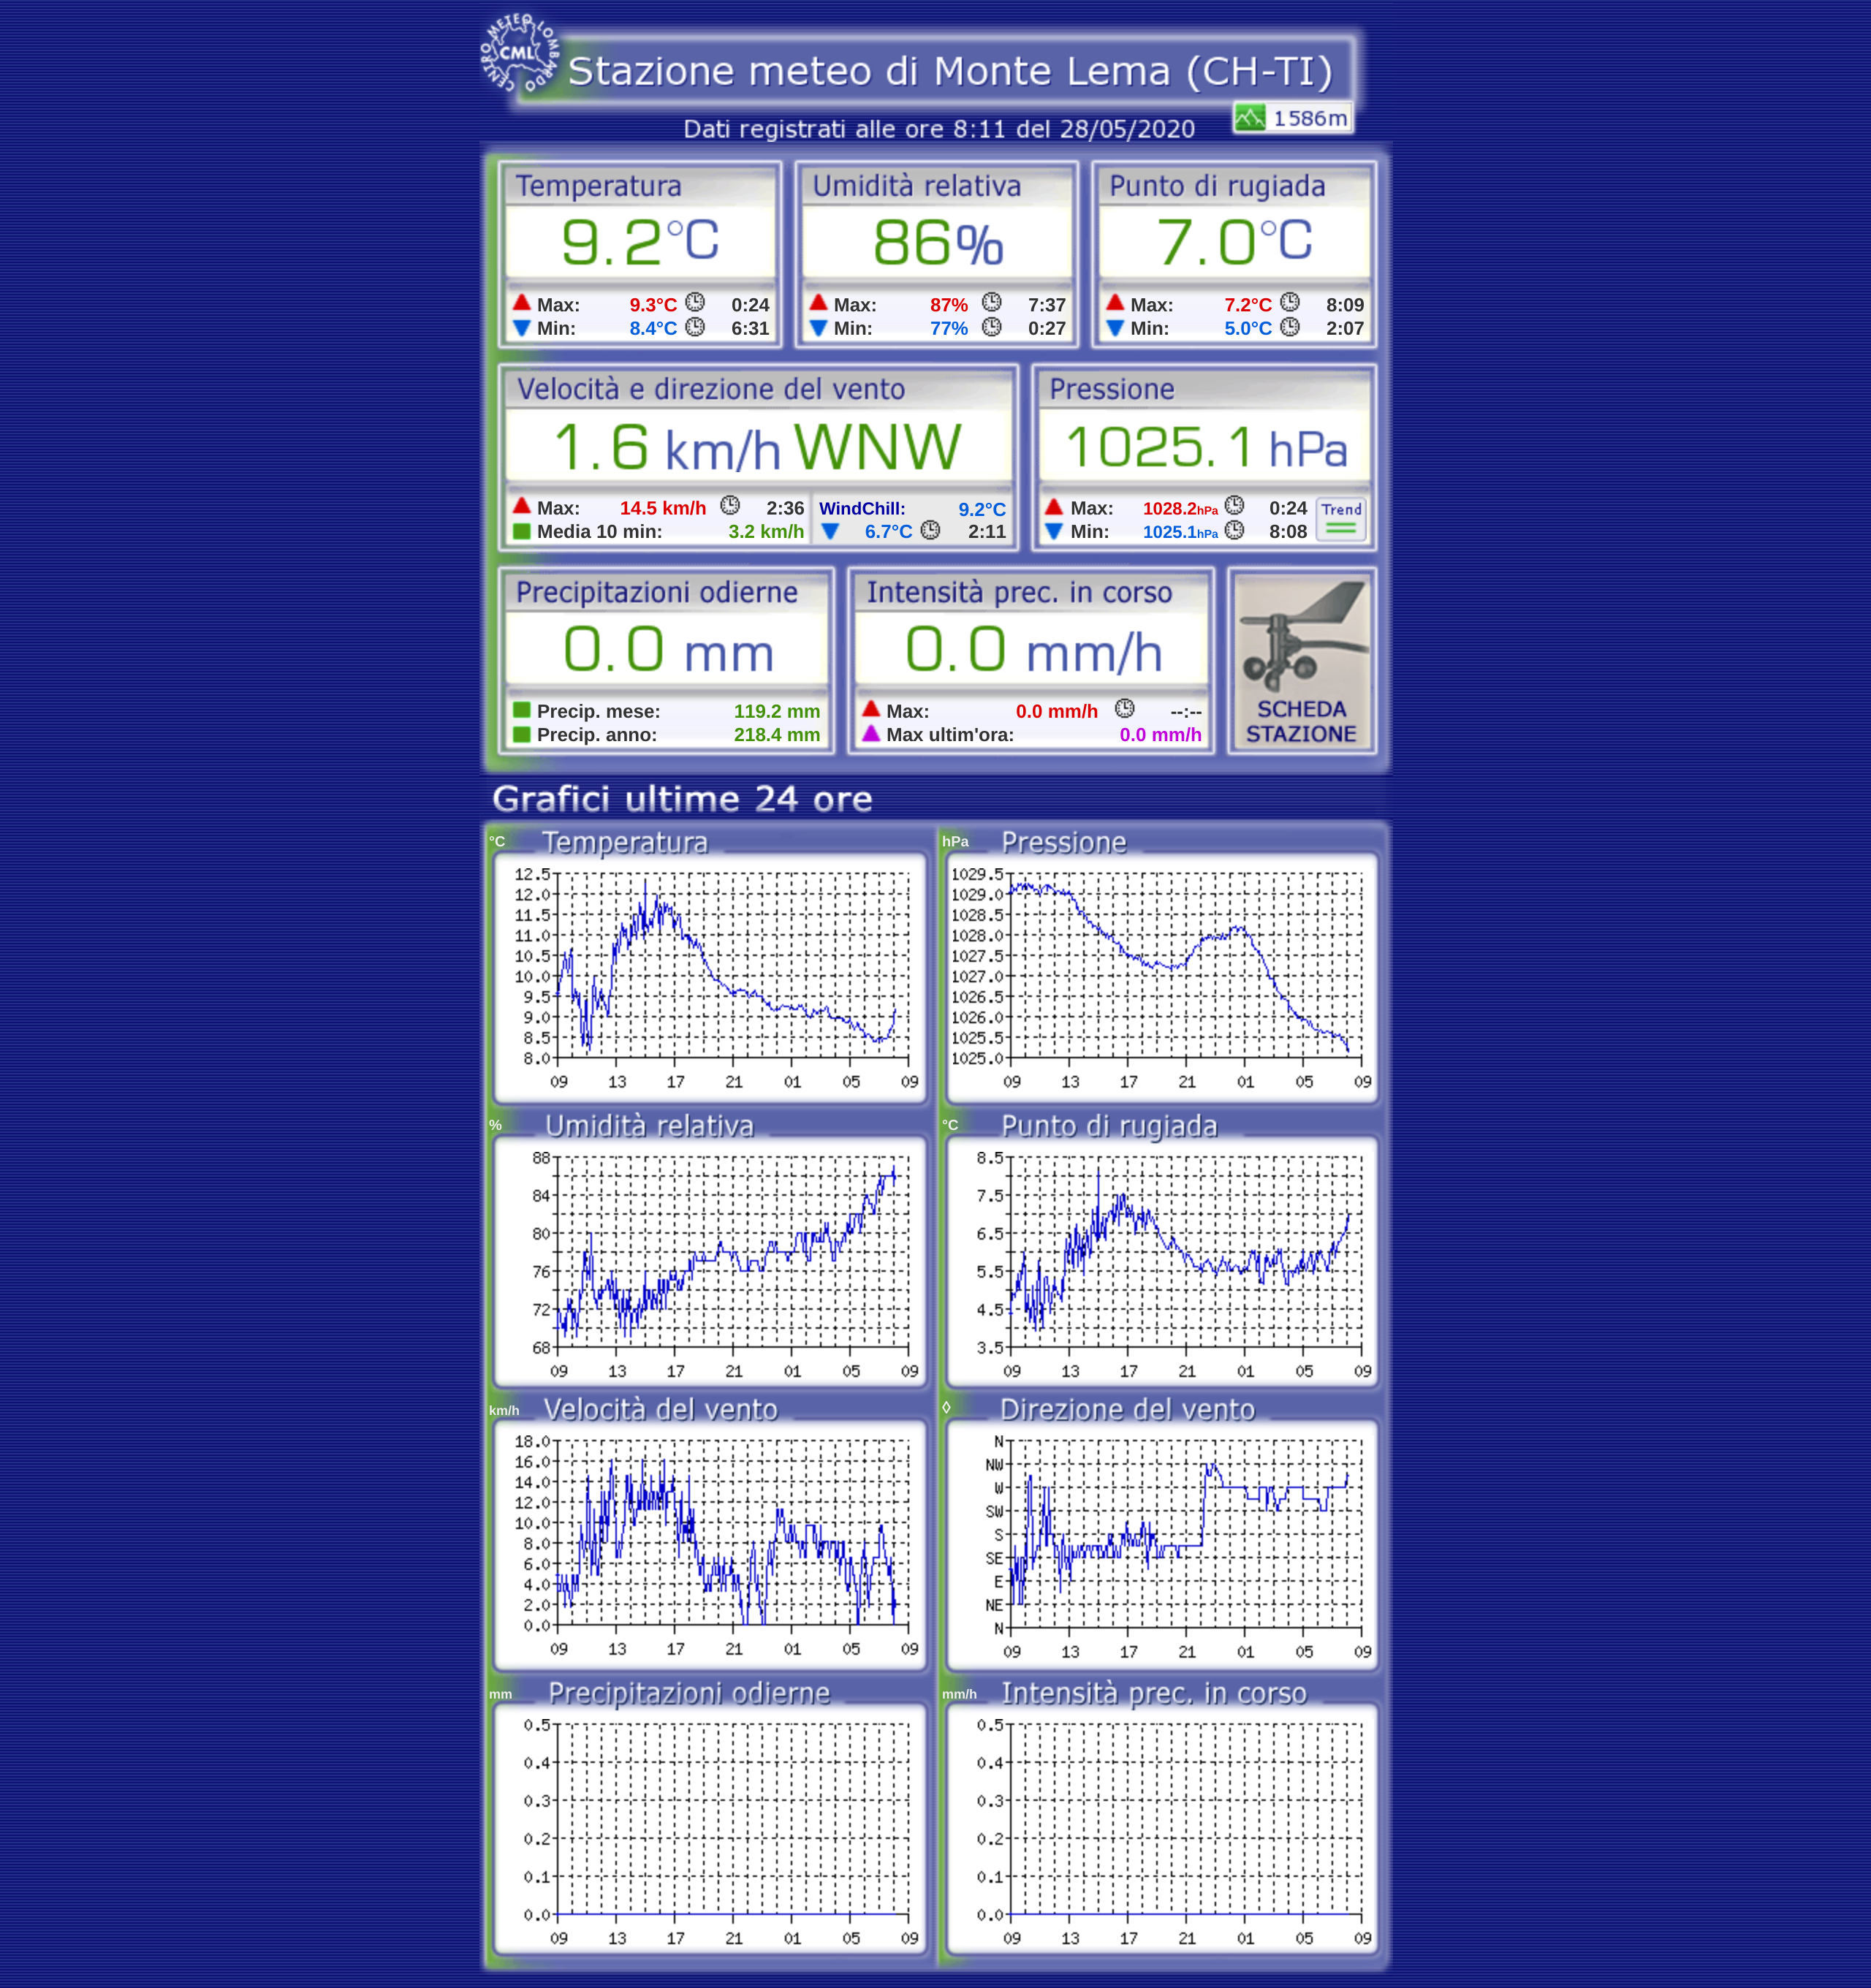 CENTRO METEO LOMBARDO
CML
Stazione meteo di Monte Lema (CH-TI)
1586m
Dati registrati alle ore 8:11 del 28/05/2020
Temperatura Umidità relativa Punto di rugiada
9.2°C 86% 7.0°C
Max: 9.3°C 0:24 Max: 87% 7:37 Max: 7.2°C 8:09
Min: 8.4°C 6:31 Min: 77% 0:27 Min: 5.0°C 2:07
Velocità e direzione del vento Pressione
1.6 km/h WNW 1025.1 hPa
Max: 14.5 km/h 2:36 WindChill: 9.2°C Max: 1028.2hPa 0:24 Trend
Media 10 min: 3.2 km/h 6.7°C 2:11 Min: 1025.1hPa 8:08
Precipitazioni odierne Intensità prec. in corso
0.0 mm 0.0 mm/h
Precip. mese: 119.2 mm Max: 0.0 mm/h --:-- SCHEDA
Precip. anno: 218.4 mm Max ultim'ora: 0.0 mm/h STAZIONE
Grafici ultime 24 ore
°C Temperatura
12.5
12.0
11.5
11.0
10.5
10.0
9.5
9.0
8.5
8.0
09 13 17 21 01 05 09
hPa Pressione
1029.5
1029.0
1028.5
1028.0
1027.5
1027.0
1026.5
1026.0
1025.5
1025.0
09 13 17 21 01 05 09
% Umidità relativa
88
84
80
76
72
68
09 13 17 21 01 05 09
°C Punto di rugiada
8.5
7.5
6.5
5.5
4.5
3.5
09 13 17 21 01 05 09
km/h Velocità del vento
18.0
16.0
14.0
12.0
10.0
8.0
6.0
4.0
2.0
0.0
09 13 17 21 01 05 09
◊ Direzione del vento
N
NW
W
SW
S
SE
E
NE
N
09 13 17 21 01 05 09
mm Precipitazioni odierne
0.5
0.4
0.3
0.2
0.1
0.0
09 13 17 21 01 05 09
mm/h Intensità prec. in corso
0.5
0.4
0.3
0.2
0.1
0.0
09 13 17 21 01 05 09